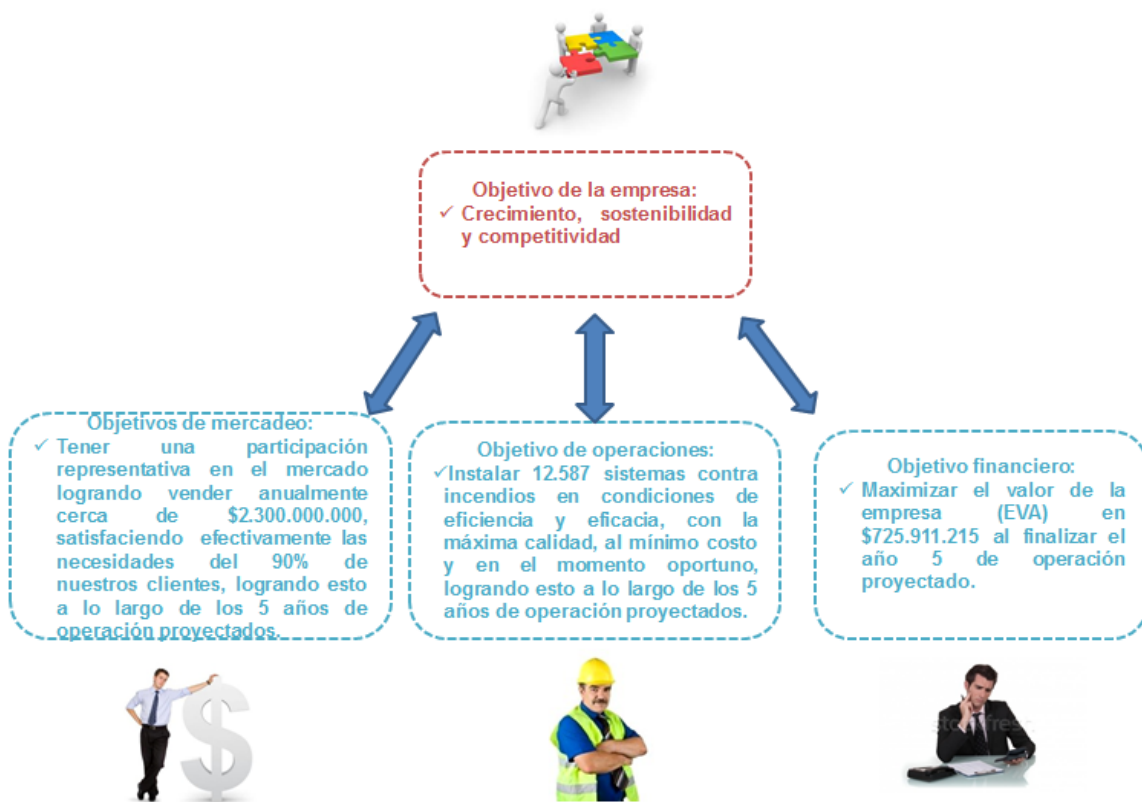 Objetivo de la empresa:
✓ Crecimiento, sostenibilidad
y competitividad
Objetivos de mercadeo:
✓ Tener una participación
representativa en el mercado
logrando vender anualmente
cerca de $2.300.000.000,
satisfaciendo efectivamente las
necesidades del 90% de
nuestros clientes, logrando esto
a lo largo de los 5 años de
operación proyectados.
Objetivo de operaciones:
✓Instalar 12.587 sistemas contra
incendios en condiciones de
eficiencia y eficacia, con la
máxima calidad, al mínimo costo
y en el momento oportuno,
logrando esto a lo largo de los 5
años de operación proyectados.
Objetivo financiero:
✓ Maximizar el valor de la
empresa (EVA) en
$725.911.215 al finalizar el
año 5 de operación
proyectado.